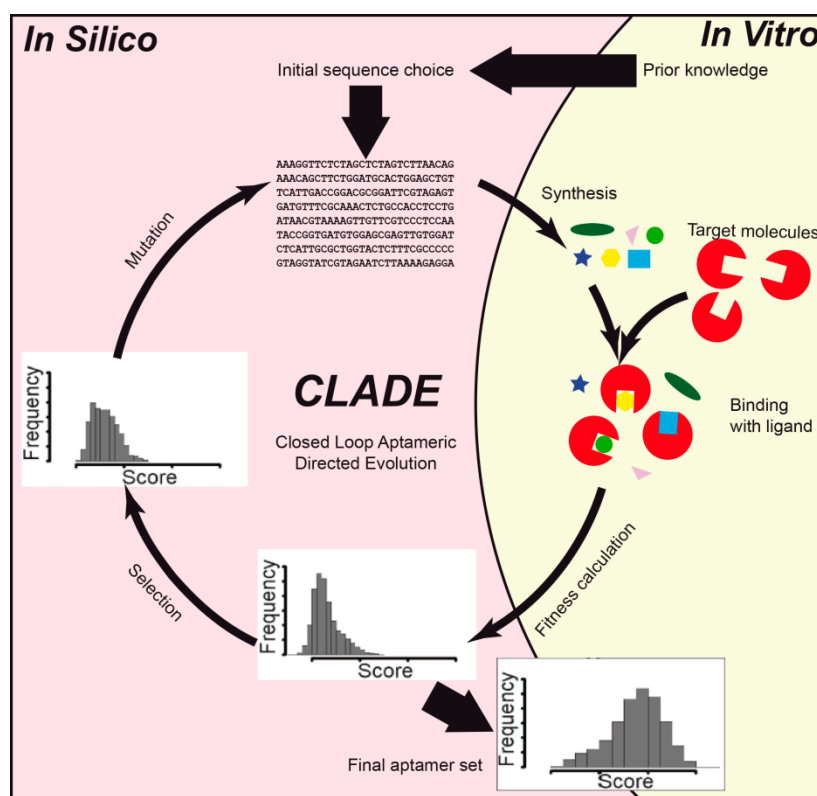 In Silico
In Vitro
Initial sequence choice
Prior knowledge
AAAGGTTCTCTAGCTCTAGTCTTAACAG
AAACAGCTTCTGGATGCACTGGAGCTGT
TCATTGACCGGACGCGGATTCGTAGAGT
GATGTTTCGCAAACTCTGCCACCTCCTG
ATAACGTAAAAGTTGTTCGTCCCTCCAA
TACCGGTGATGTGGAGCGAGTTGTGGAT
CTCATTGCGCTGGTACTCTTTCGCCCCC
GTAGGTATCGTAGAATCTTAAAAGAGGA
Synthesis
Target molecules
Mutation
Frequency
Score
CLADE
Closed Loop Aptameric
Directed Evolution
Binding
with ligand
Selection
Fitness calculation
Frequency
Score
Final aptamer set
Frequency
Score